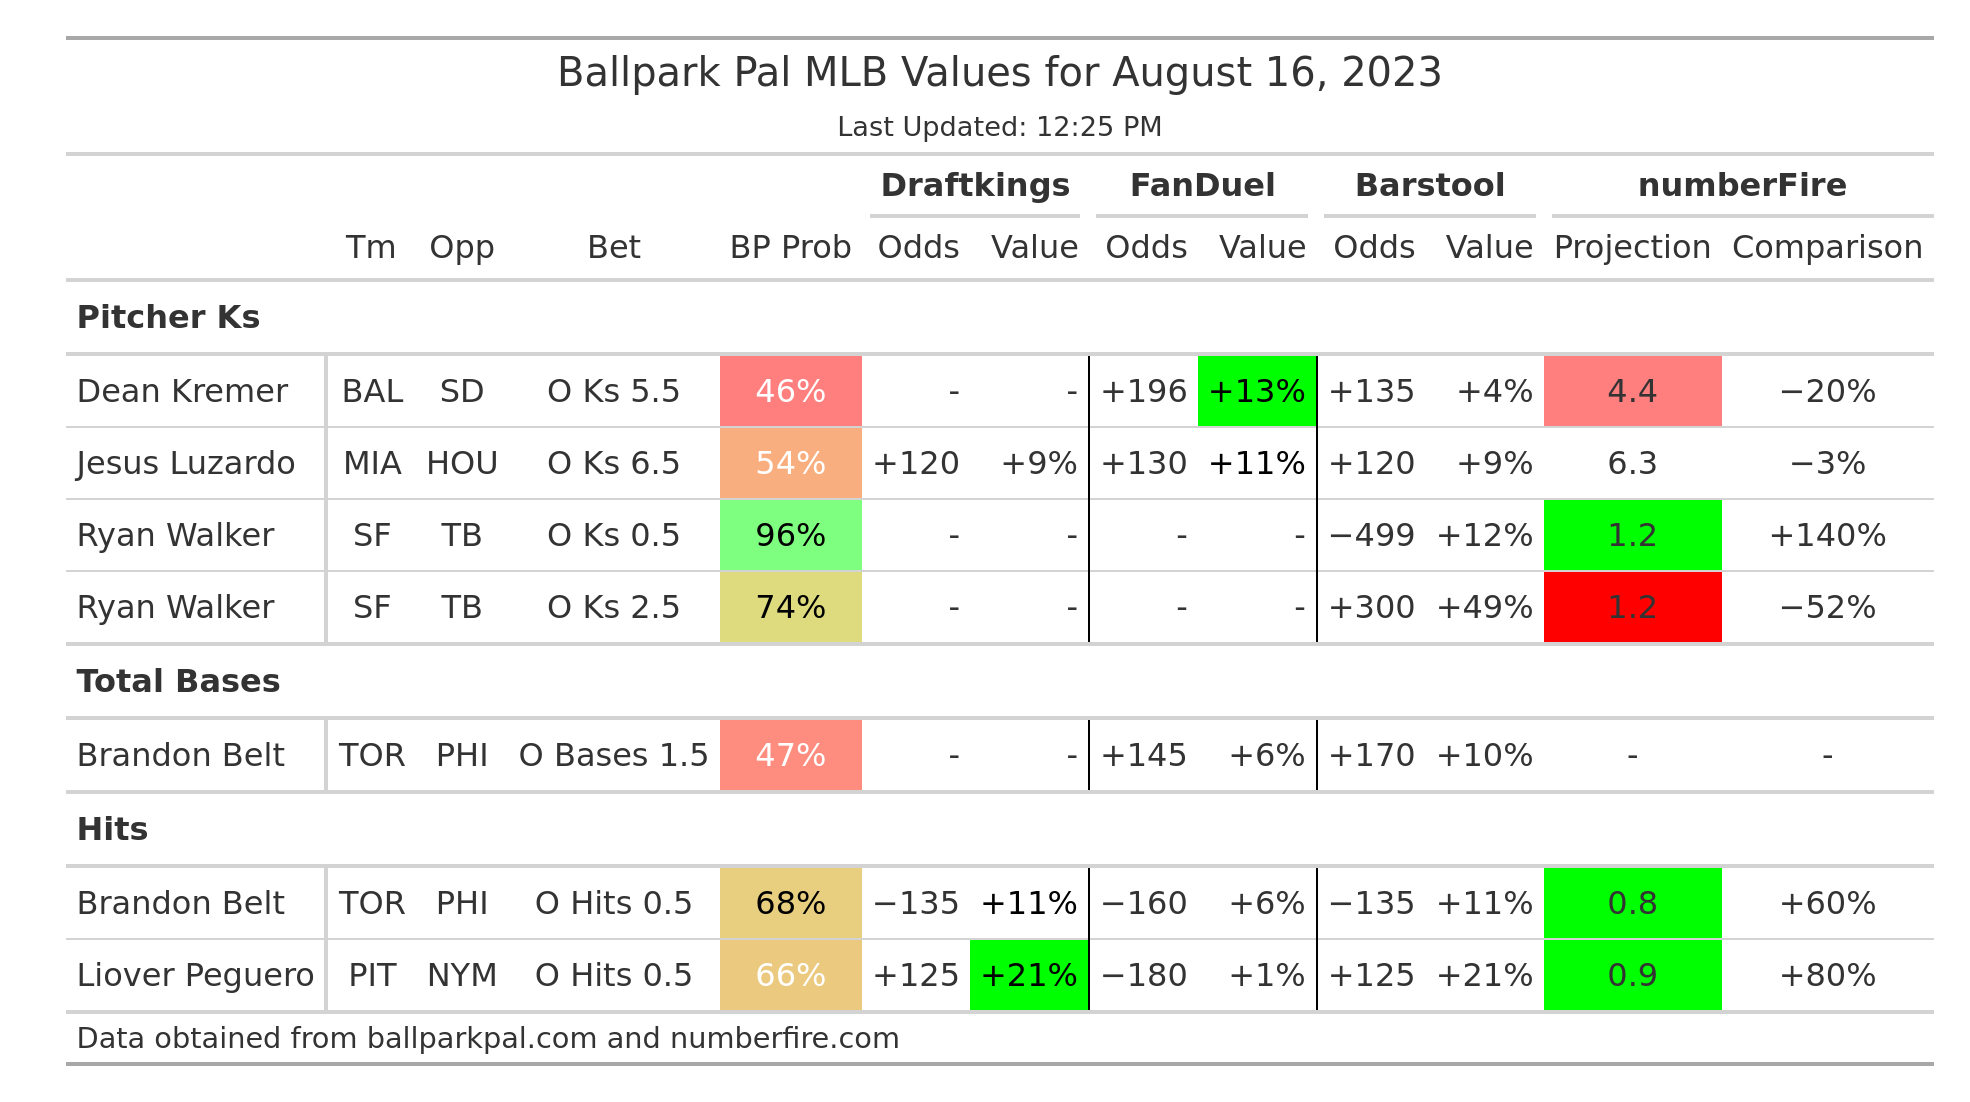 Ballpark Pal MLB Values for August 16, 2023
Last Updated: 12:25 PM
Draftkings FanDuel Barstool numberFire
Tm Opp Bet BP Prob Odds Value Odds Value Odds Value Projection Comparison
Pitcher Ks
Dean Kremer BAL SD O Ks 5.5 46% - - +196 +13% +135 +4% 4.4 −20%
Jesus Luzardo MIA HOU O Ks 6.5 54% +120 +9% +130 +11% +120 +9% 6.3 −3%
Ryan Walker SF TB O Ks 0.5 96% - - - - −499 +12% 1.2 +140%
Ryan Walker SF TB O Ks 2.5 74% - - - - +300 +49% 1.2 −52%
Total Bases
Brandon Belt TOR PHI O Bases 1.5 47% - - +145 +6% +170 +10% - -
Hits
Brandon Belt TOR PHI O Hits 0.5 68% −135 +11% −160 +6% −135 +11% 0.8 +60%
Liover Peguero PIT NYM O Hits 0.5 66% +125 +21% −180 +1% +125 +21% 0.9 +80%
Data obtained from ballparkpal.com and numberfire.com